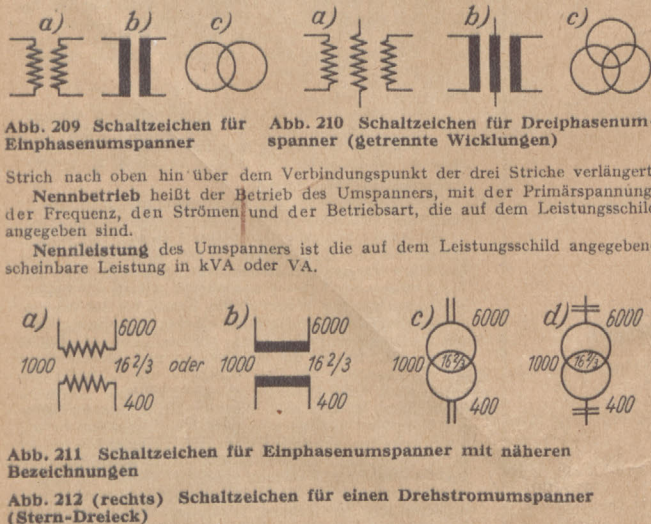 a) b) c) a) b) c)
Abb. 209 Schaltzeichen für
Einphasenumspanner
Abb. 210 Schaltzeichen für Dreiphasenum-
spanner (getrennte Wicklungen)
Strich nach oben hin über dem Verbindungspunkt der drei Striche verlängert
Nennbetrieb heißt der Betrieb des Umspanners, mit der Primärspannung
der Frequenz, den Strömen und der Betriebsart, die auf dem Leistungsschild
angegeben sind.
Nennleistung des Umspanners ist die auf dem Leistungsschild angegeben
scheinbare Leistung in kVA oder VA.
a) 6000 b) 6000 c) 6000 d) 6000
1000 16 2/3 oder 1000 16 2/3 1000 16 2/3 1000 16 2/3
400 400 400 400
Abb. 211 Schaltzeichen für Einphasenumspanner mit näheren
Bezeichnungen
Abb. 212 (rechts) Schaltzeichen für einen Drehstromumspanner
(Stern-Dreieck)